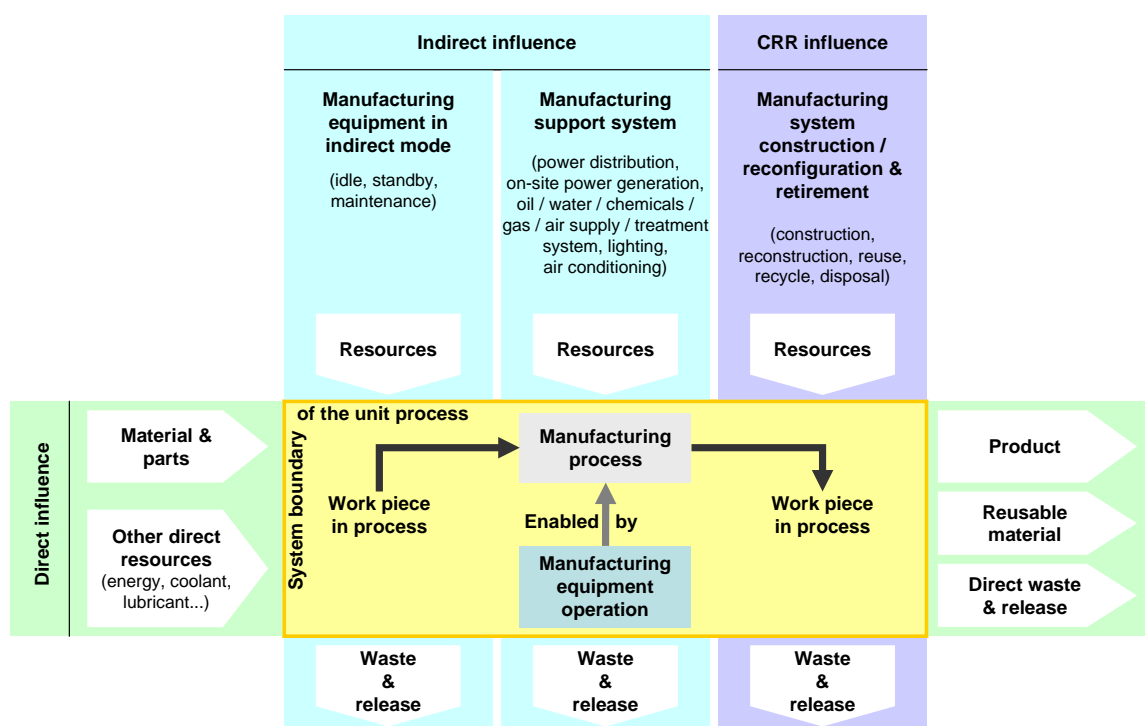 Indirect influence
CRR influence
Manufacturing
equipment in
indirect mode
(idle, standby,
maintenance)
Manufacturing
support system
(power distribution,
on-site power generation,
oil / water / chemicals /
gas / air supply / treatment
system, lighting,
air conditioning)
Manufacturing
system
construction /
reconfiguration &
retirement
(construction,
reconstruction, reuse,
recycle, disposal)
Resources
Resources
Resources
Direct influence
Material &
parts
Other direct
resources
(energy, coolant,
lubricant...)
System boundary
of the unit process
Work piece
in process
Manufacturing
process
Enabled by
Manufacturing
equipment
operation
Work piece
in process
Product
Reusable
material
Direct waste
& release
Waste
&
release
Waste
&
release
Waste
&
release